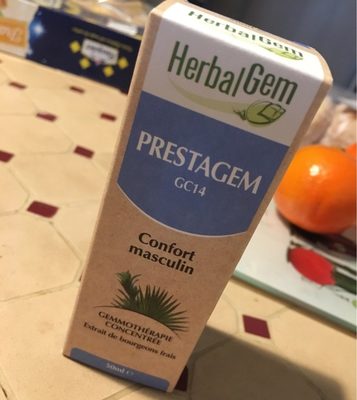 HerbalGem
PRESTAGEM
GC14
Confort
masculin
GEMMOTHÉRAPIE
CONCENTRÉE
Extrait de bourgeons frais
50ml e
HerbalGem